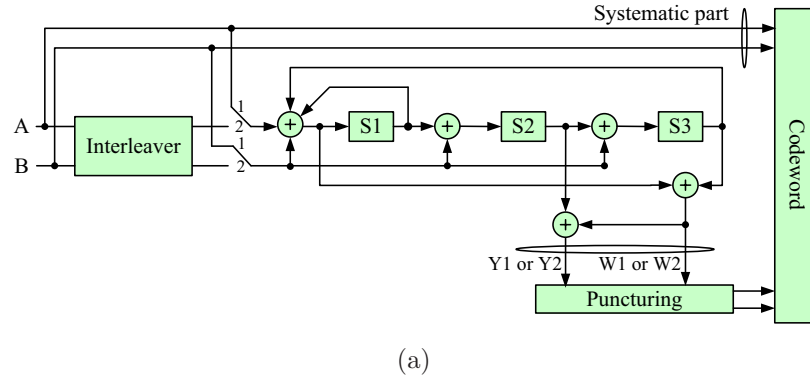 Systematic part
A
B
Interleaver
1
2
1
2
+
S1
+
S2
+
S3
+
+
Y1 or Y2
W1 or W2
Puncturing
Codeword
(a)